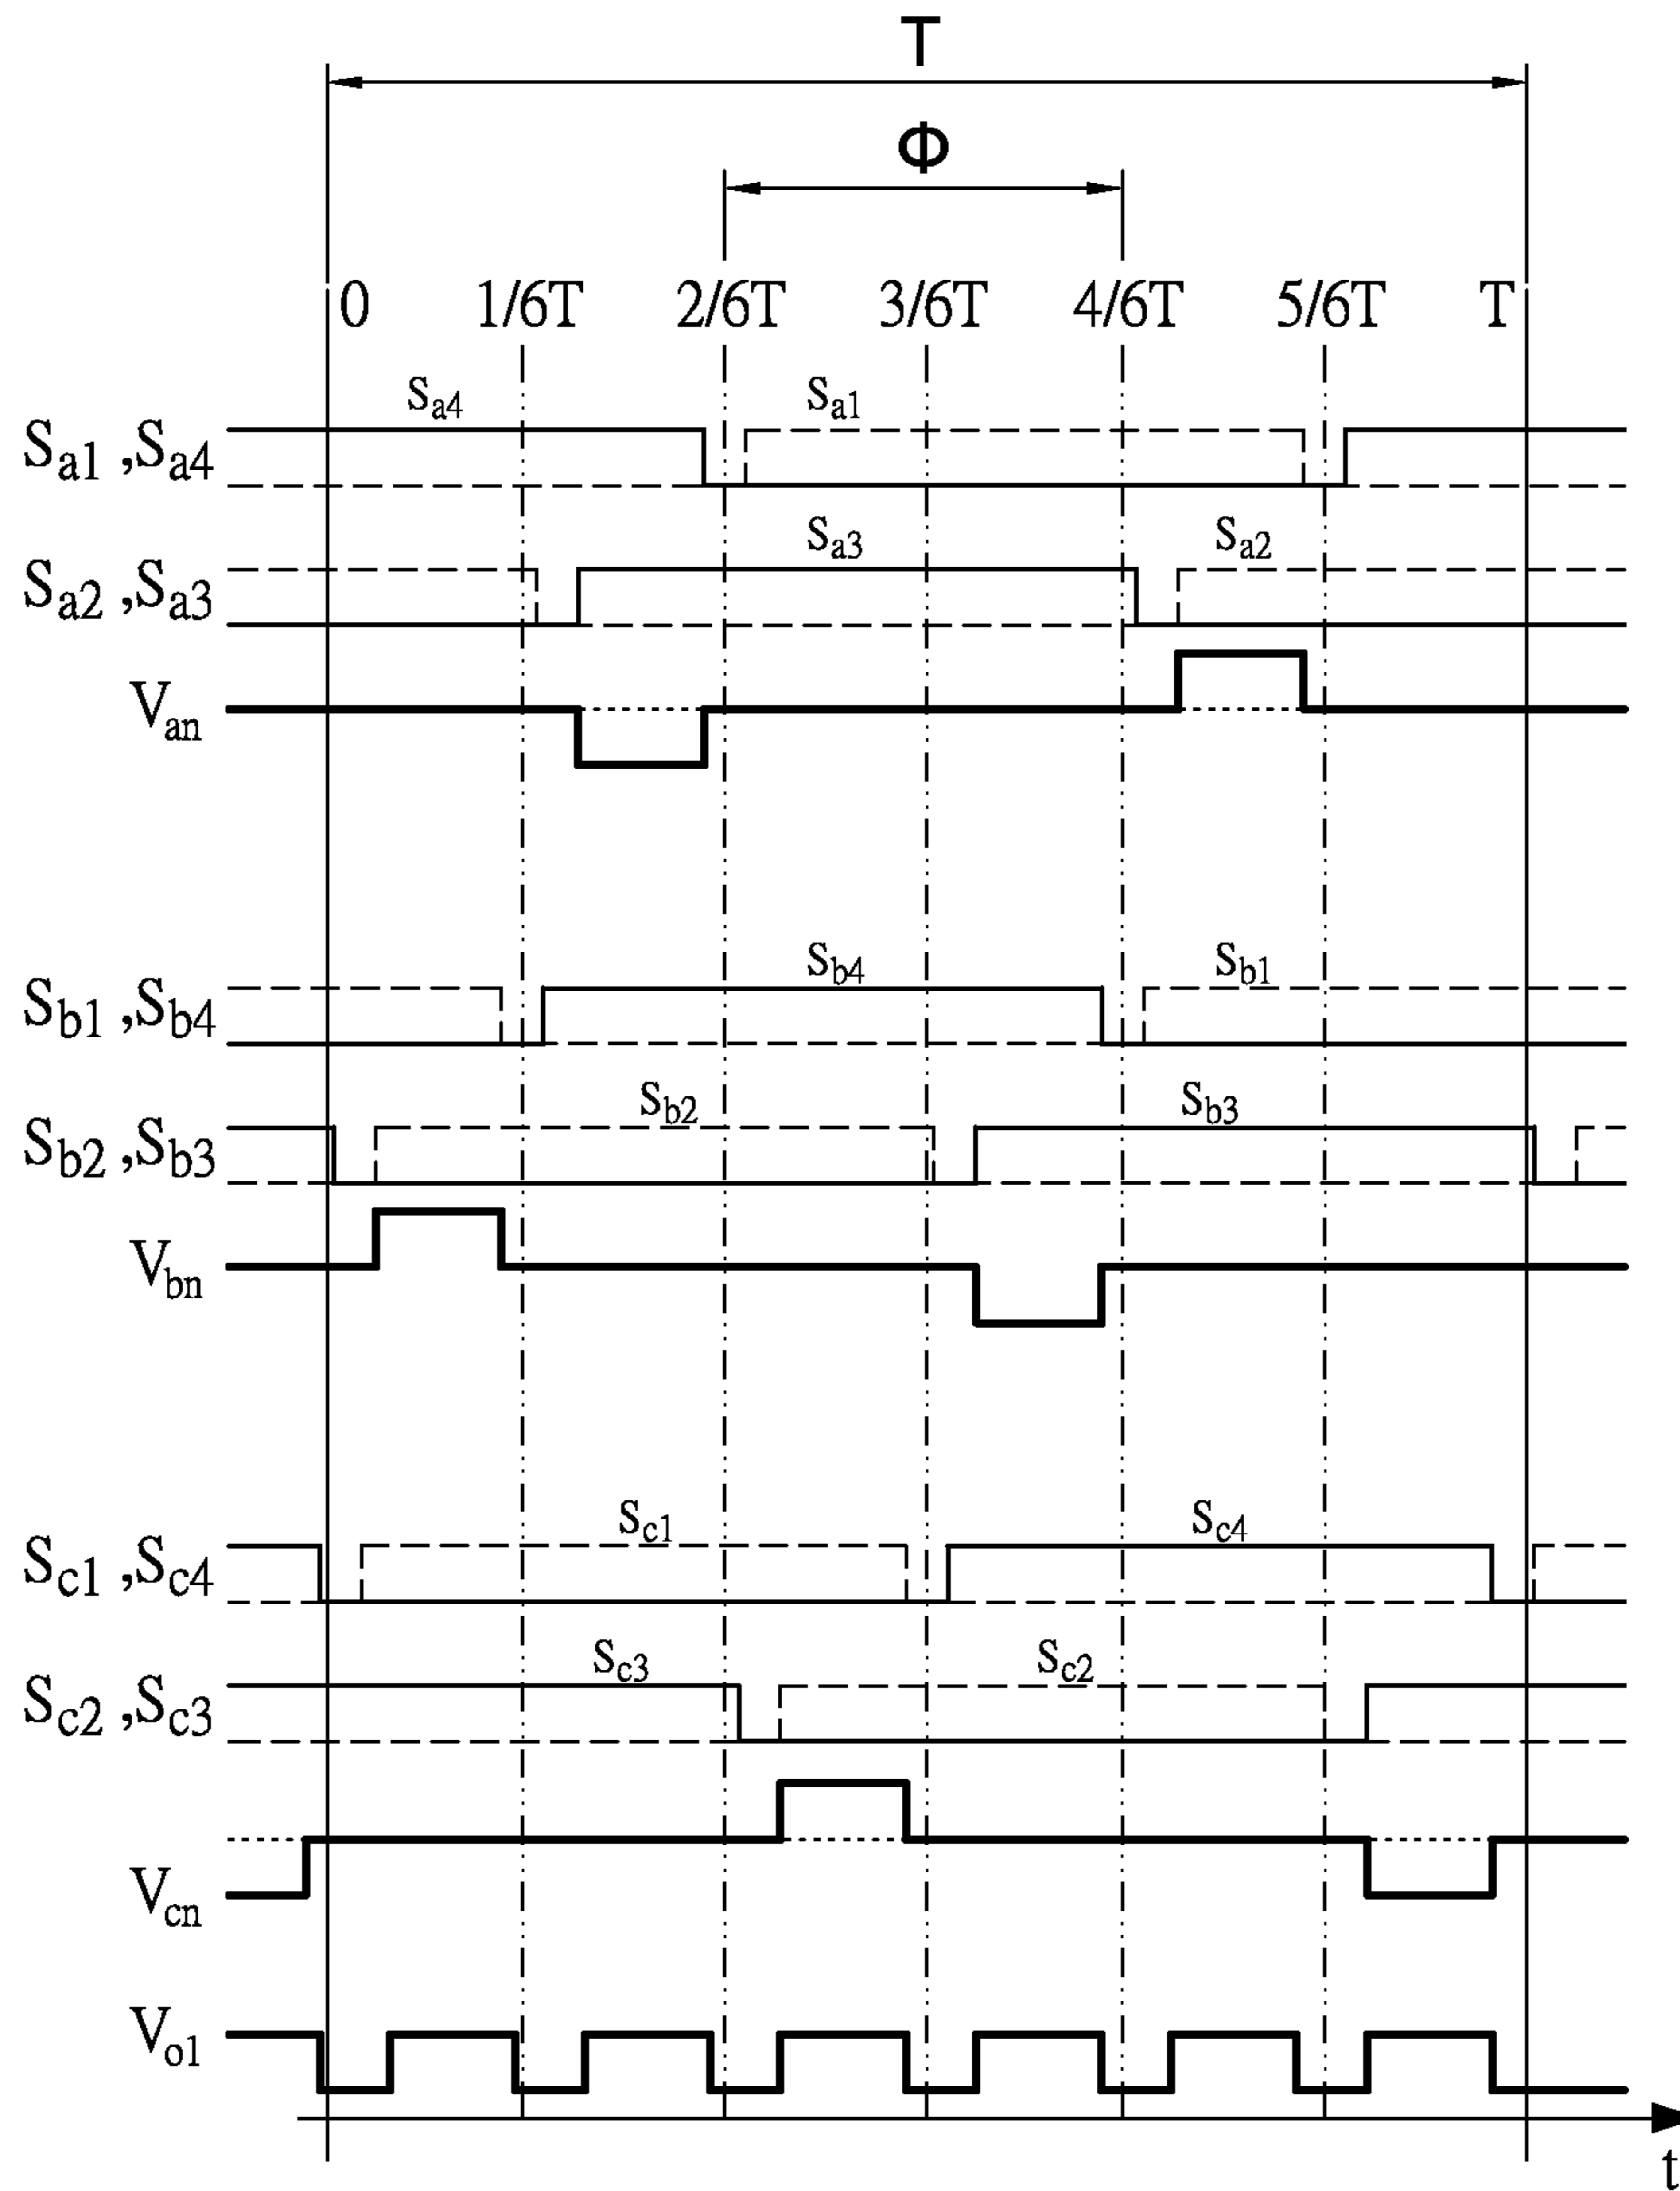 T
Φ
0 1/6T 2/6T 3/6T 4/6T 5/6T T
Sa4 Sa1
Sa1 ,Sa4
Sa3 Sa2
Sa2 ,Sa3
Van
Sb4 Sb1
Sb1 ,Sb4
Sb2 Sb3
Sb2 ,Sb3
Vbn
Sc1 Sc4
Sc1 ,Sc4
Sc3 Sc2
Sc2 ,Sc3
Vcn
Vo1
t